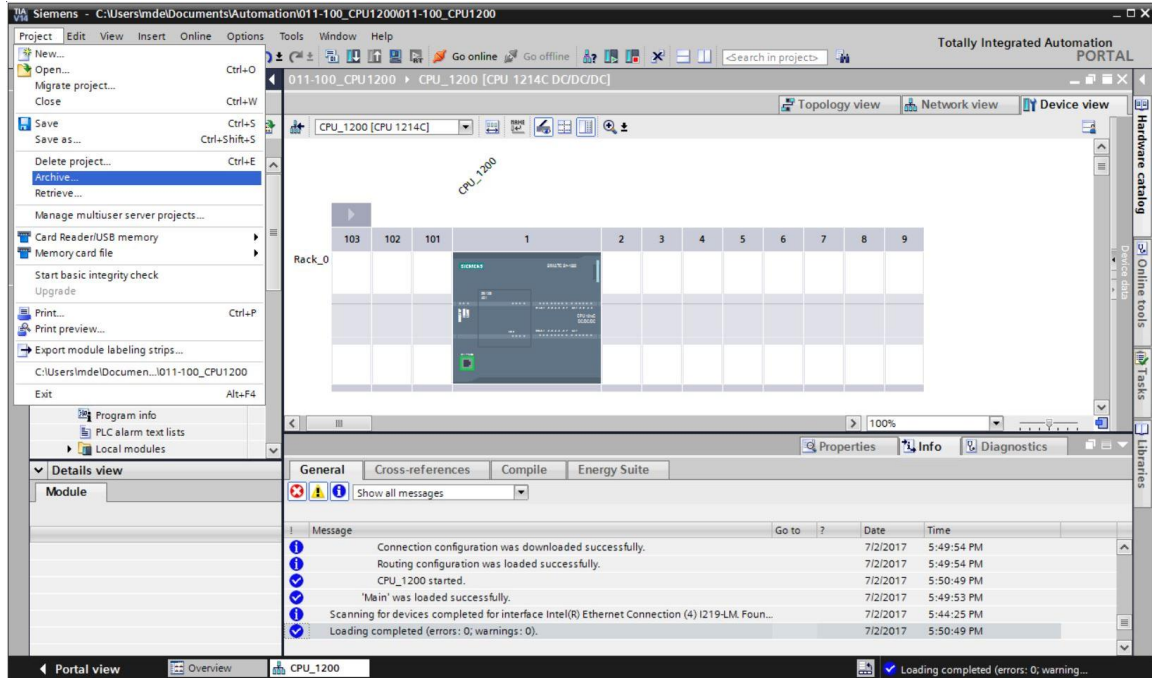 TIA V14 Siemens - C:\Users\mde\Documents\Automation\011-100_CPU1200\011-100_CPU1200
Project Edit View Insert Online Options Tools Window Help
Totally Integrated Automation
PORTAL
Go online Go offline <Search in project>
New...
Open... Ctrl+O
Migrate project...
Close Ctrl+W
Save Ctrl+S
Save as... Ctrl+Shift+S
Delete project... Ctrl+E
Archive...
Retrieve...
Manage multiuser server projects...
Card Reader/USB memory
Memory card file
Start basic integrity check
Upgrade
Print... Ctrl+P
Print preview...
Export module labeling strips...
C:\Users\mde\Documen...\011-100_CPU1200
Exit Alt+F4
Program info
PLC alarm text lists
Local modules
Details view
Module
011-100_CPU1200 CPU_1200 [CPU 1214C DC/DC/DC]
Topology view Network view Device view
CPU_1200 [CPU 1214C]
CPU_1200
103 102 101 1 2 3 4 5 6 7 8 9
Rack_0
SIEMENS
100%
Device data
Properties Info Diagnostics
General Cross-references Compile Energy Suite
Show all messages
! Message Go to ? Date Time
Connection configuration was downloaded successfully. 7/2/2017 5:49:54 PM
Routing configuration was loaded successfully. 7/2/2017 5:49:54 PM
CPU_1200 started. 7/2/2017 5:50:49 PM
'Main' was loaded successfully. 7/2/2017 5:49:53 PM
Scanning for devices completed for interface Intel(R) Ethernet Connection (4) I219-LM. Foun... 7/2/2017 5:44:25 PM
Loading completed (errors: 0; warnings: 0). 7/2/2017 5:50:49 PM
Hardware catalog
Online tools
Tasks
Libraries
Portal view Overview CPU_1200 Loading completed (errors: 0; warning...